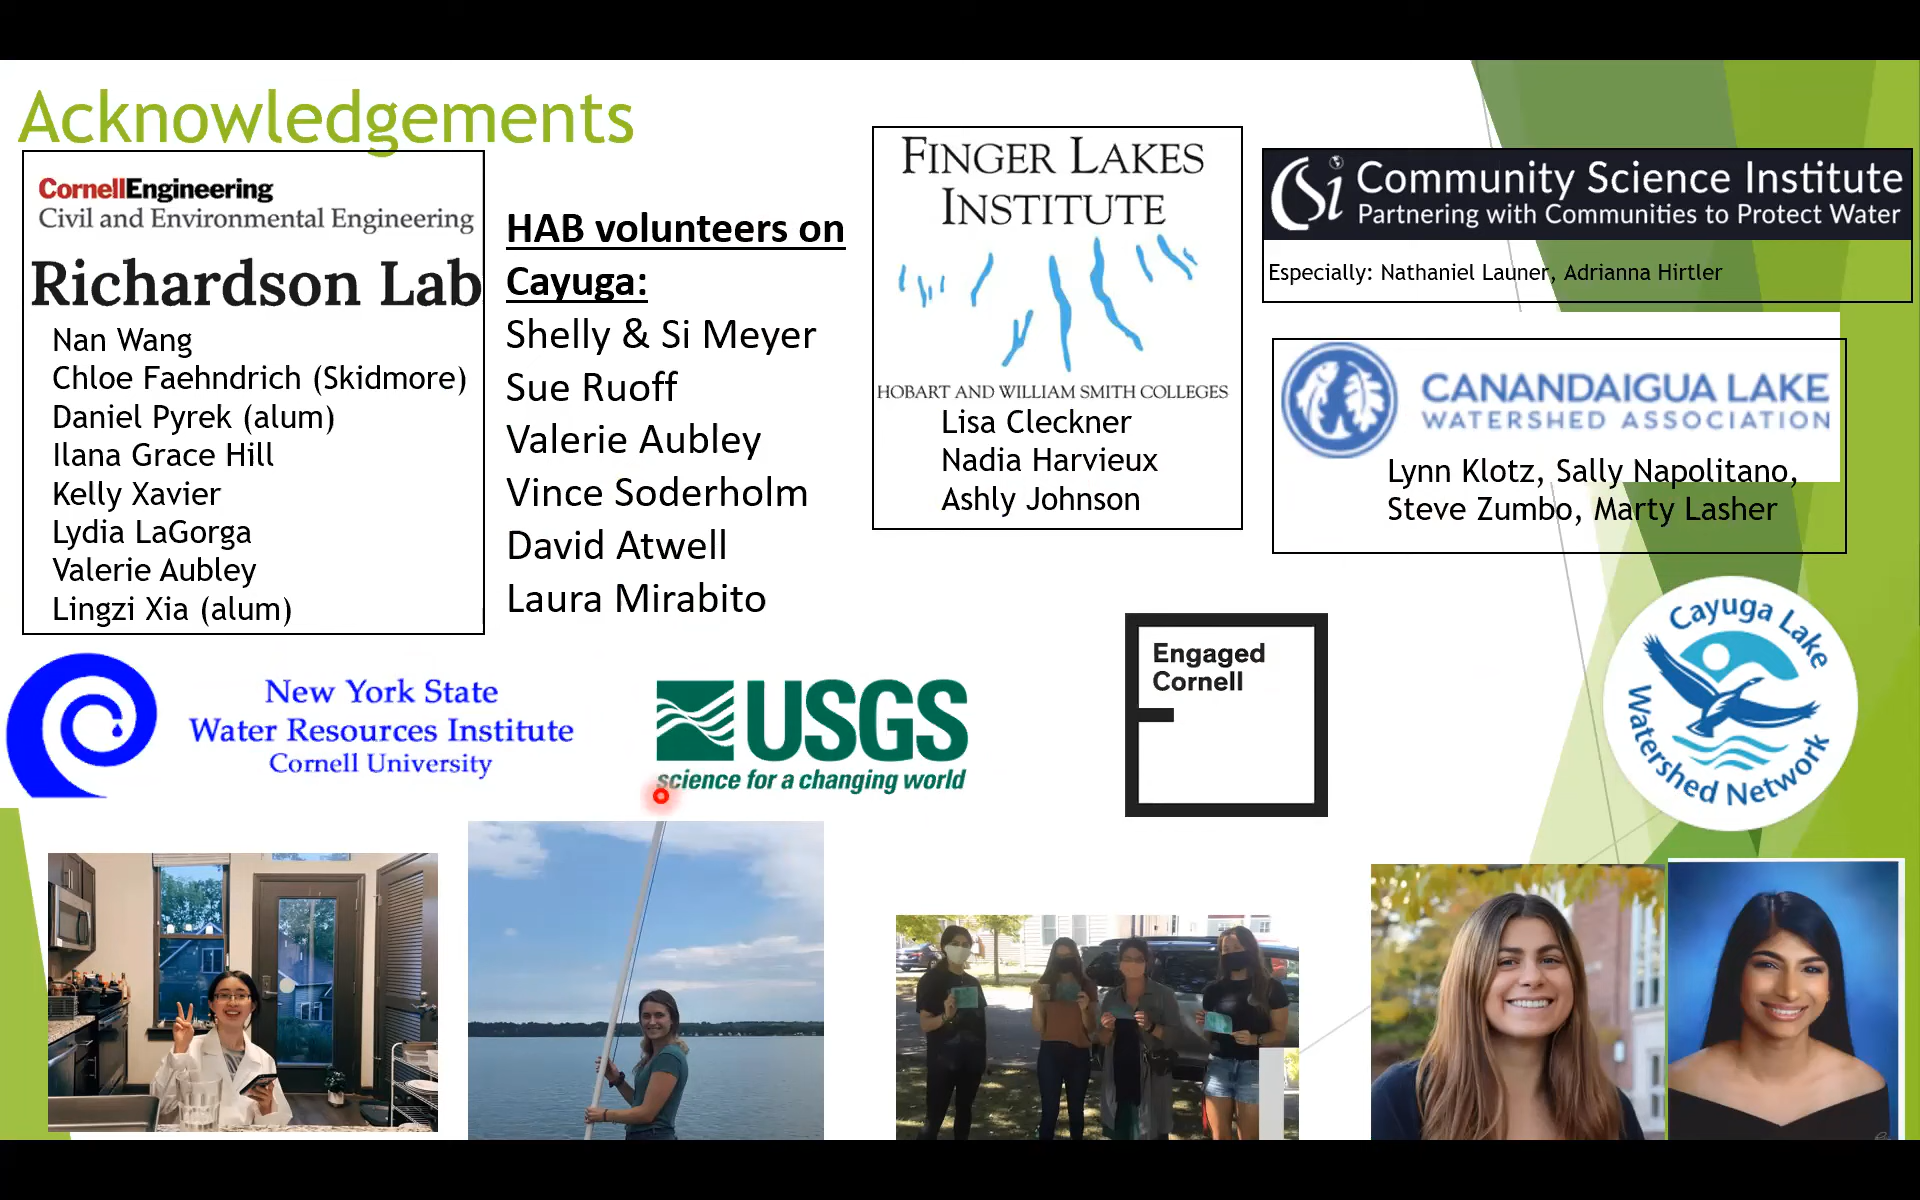 Acknowledgements
CornellEngineering
Civil and Environmental Engineering
Richardson Lab
Nan Wang
Chloe Faehndrich (Skidmore)
Daniel Pyrek (alum)
Ilana Grace Hill
Kelly Xavier
Lydia LaGorga
Valerie Aubley
Lingzi Xia (alum)
HAB volunteers on
Cayuga:
Shelly & Si Meyer
Sue Ruoff
Valerie Aubley
Vince Soderholm
David Atwell
Laura Mirabito
FINGER LAKES
INSTITUTE
HOBART AND WILLIAM SMITH COLLEGES
Lisa Cleckner
Nadia Harvieux
Ashly Johnson
CSi
Community Science Institute
Partnering with Communities to Protect Water
Especially: Nathaniel Launer, Adrianna Hirtler
CANANDAIGUA LAKE
WATERSHED ASSOCIATION
Lynn Klotz, Sally Napolitano,
Steve Zumbo, Marty Lasher
New York State
Water Resources Institute
Cornell University
USGS
science for a changing world
Engaged
Cornell
Cayuga Lake
Watershed Network